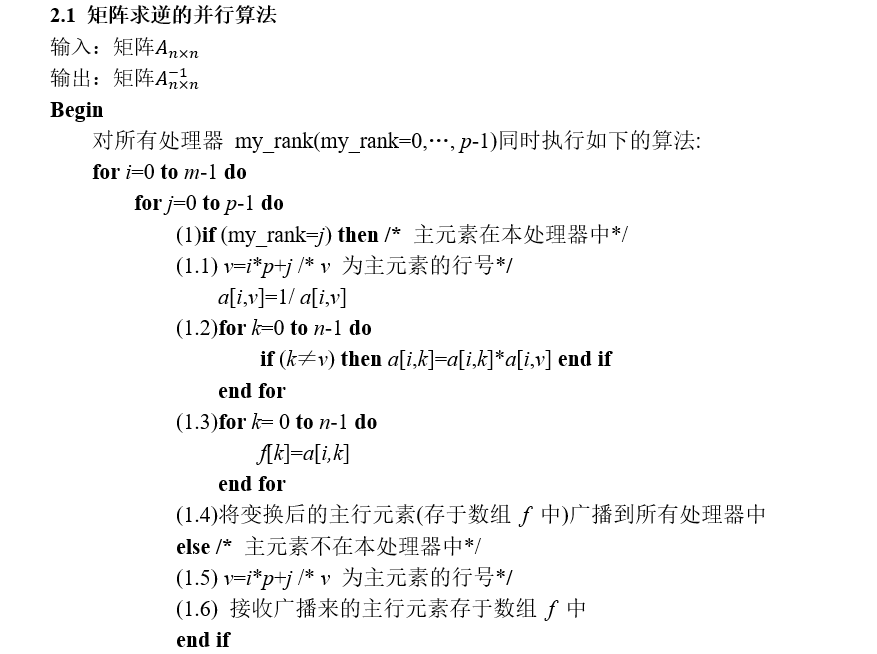 2.1 矩阵求逆的并行算法
输入：矩阵Aₙ×ₙ
输出：矩阵A⁻¹ₙ×ₙ
Begin
对所有处理器 my_rank(my_rank=0,···, p-1)同时执行如下的算法:
for i=0 to m-1 do
for j=0 to p-1 do
(1)if (my_rank=j) then /* 主元素在本处理器中*/
(1.1) v=i*p+j /* v 为主元素的行号*/
a[i,v]=1/ a[i,v]
(1.2)for k=0 to n-1 do
if (k≠v) then a[i,k]=a[i,k]*a[i,v] end if
end for
(1.3)for k= 0 to n-1 do
f[k]=a[i,k]
end for
(1.4)将变换后的主行元素(存于数组 f 中)广播到所有处理器中
else /* 主元素不在本处理器中*/
(1.5) v=i*p+j /* v 为主元素的行号*/
(1.6) 接收广播来的主行元素存于数组 f 中
end if